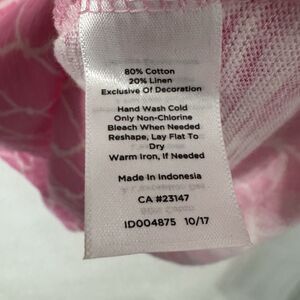 80% Cotton
20% Linen
Exclusive Of Decoration
Hand Wash Cold
Only Non-Chlorine
Bleach When Needed
Reshape, Lay Flat To
Dry
Warm Iron, If Needed
Made In Indonesia
CA #23147
ID004875 10/17